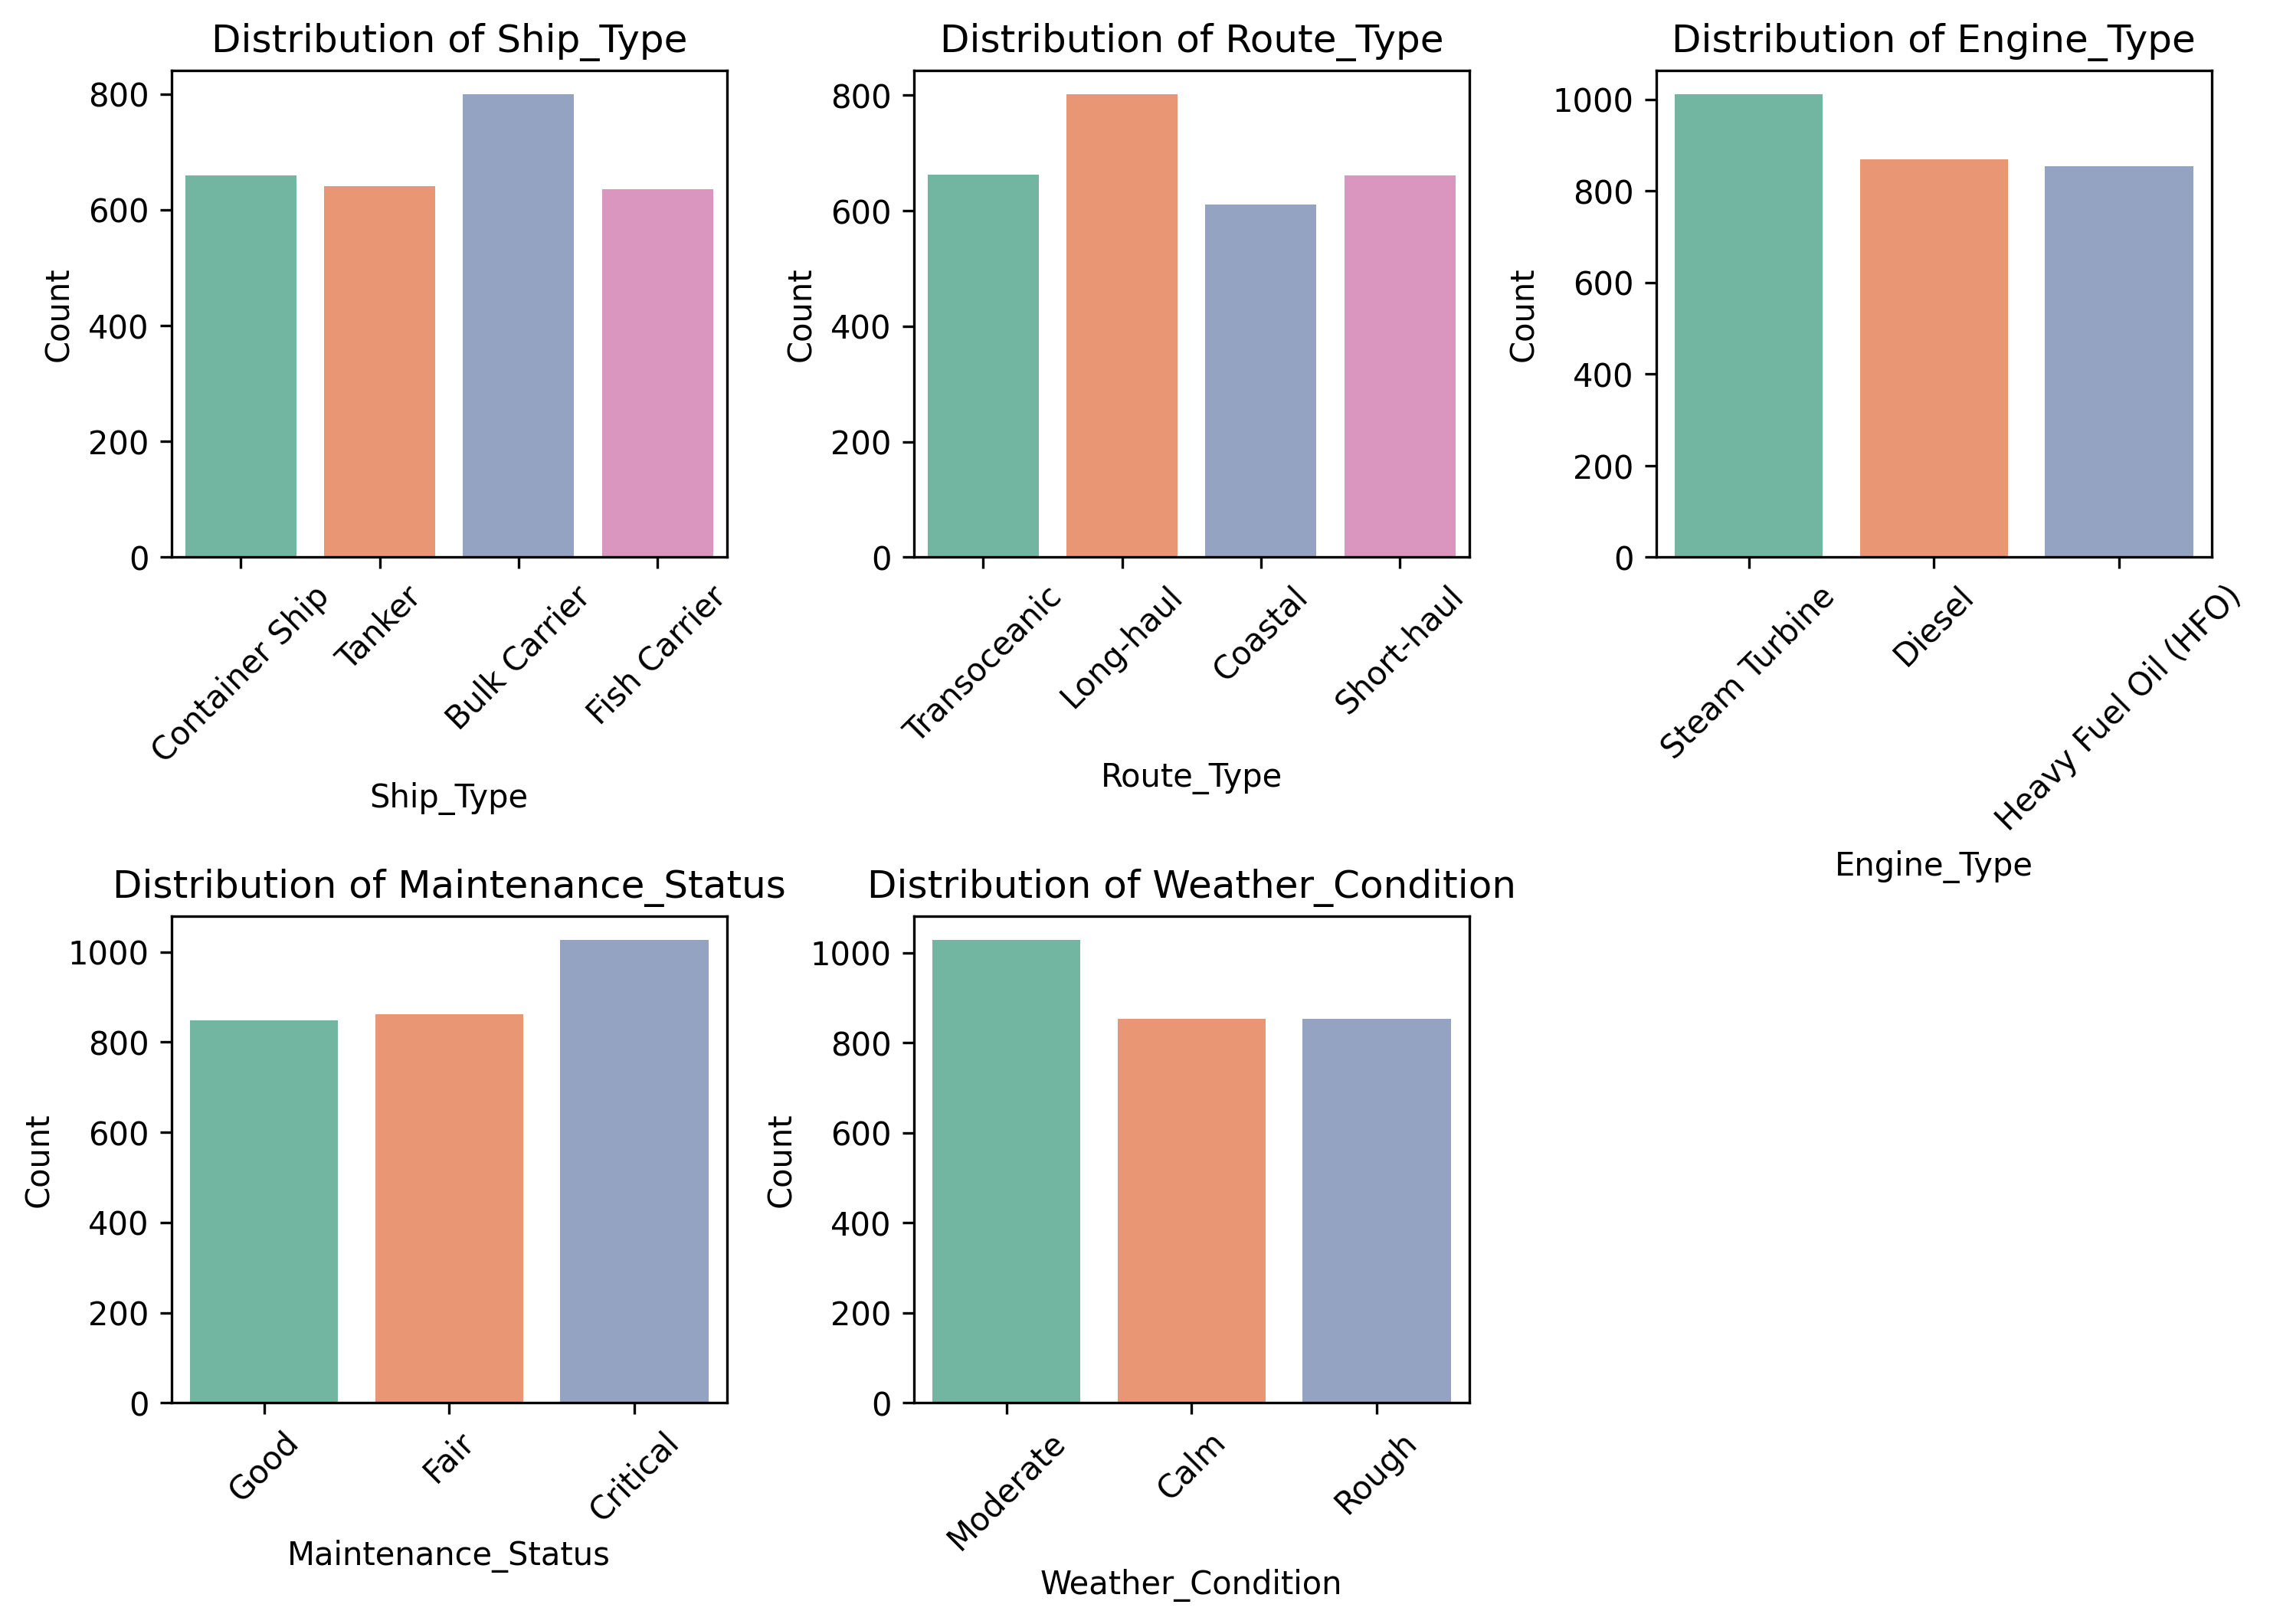 Distribution of Ship_Type
800
600
400
200
0
Count
Container Ship
Tanker
Bulk Carrier
Fish Carrier
Ship_Type
Distribution of Route_Type
800
600
400
200
0
Count
Transoceanic
Long-haul
Coastal
Short-haul
Route_Type
Distribution of Engine_Type
1000
800
600
400
200
0
Count
Steam Turbine
Diesel
Heavy Fuel Oil (HFO)
Engine_Type
Distribution of Maintenance_Status
1000
800
600
400
200
0
Count
Good
Fair
Critical
Maintenance_Status
Distribution of Weather_Condition
1000
800
600
400
200
0
Count
Moderate
Calm
Rough
Weather_Condition